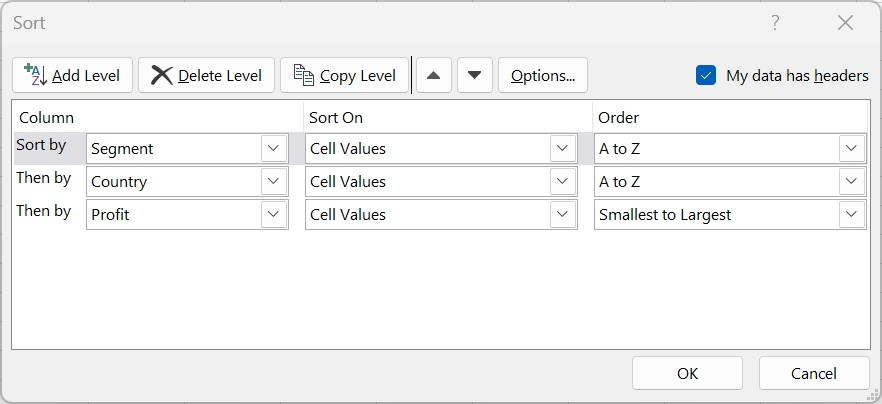 Sort ?
Add Level Delete Level Copy Level Options... My data has headers
Column Sort On Order
Sort by Segment Cell Values A to Z
Then by Country Cell Values A to Z
Then by Profit Cell Values Smallest to Largest
OK Cancel